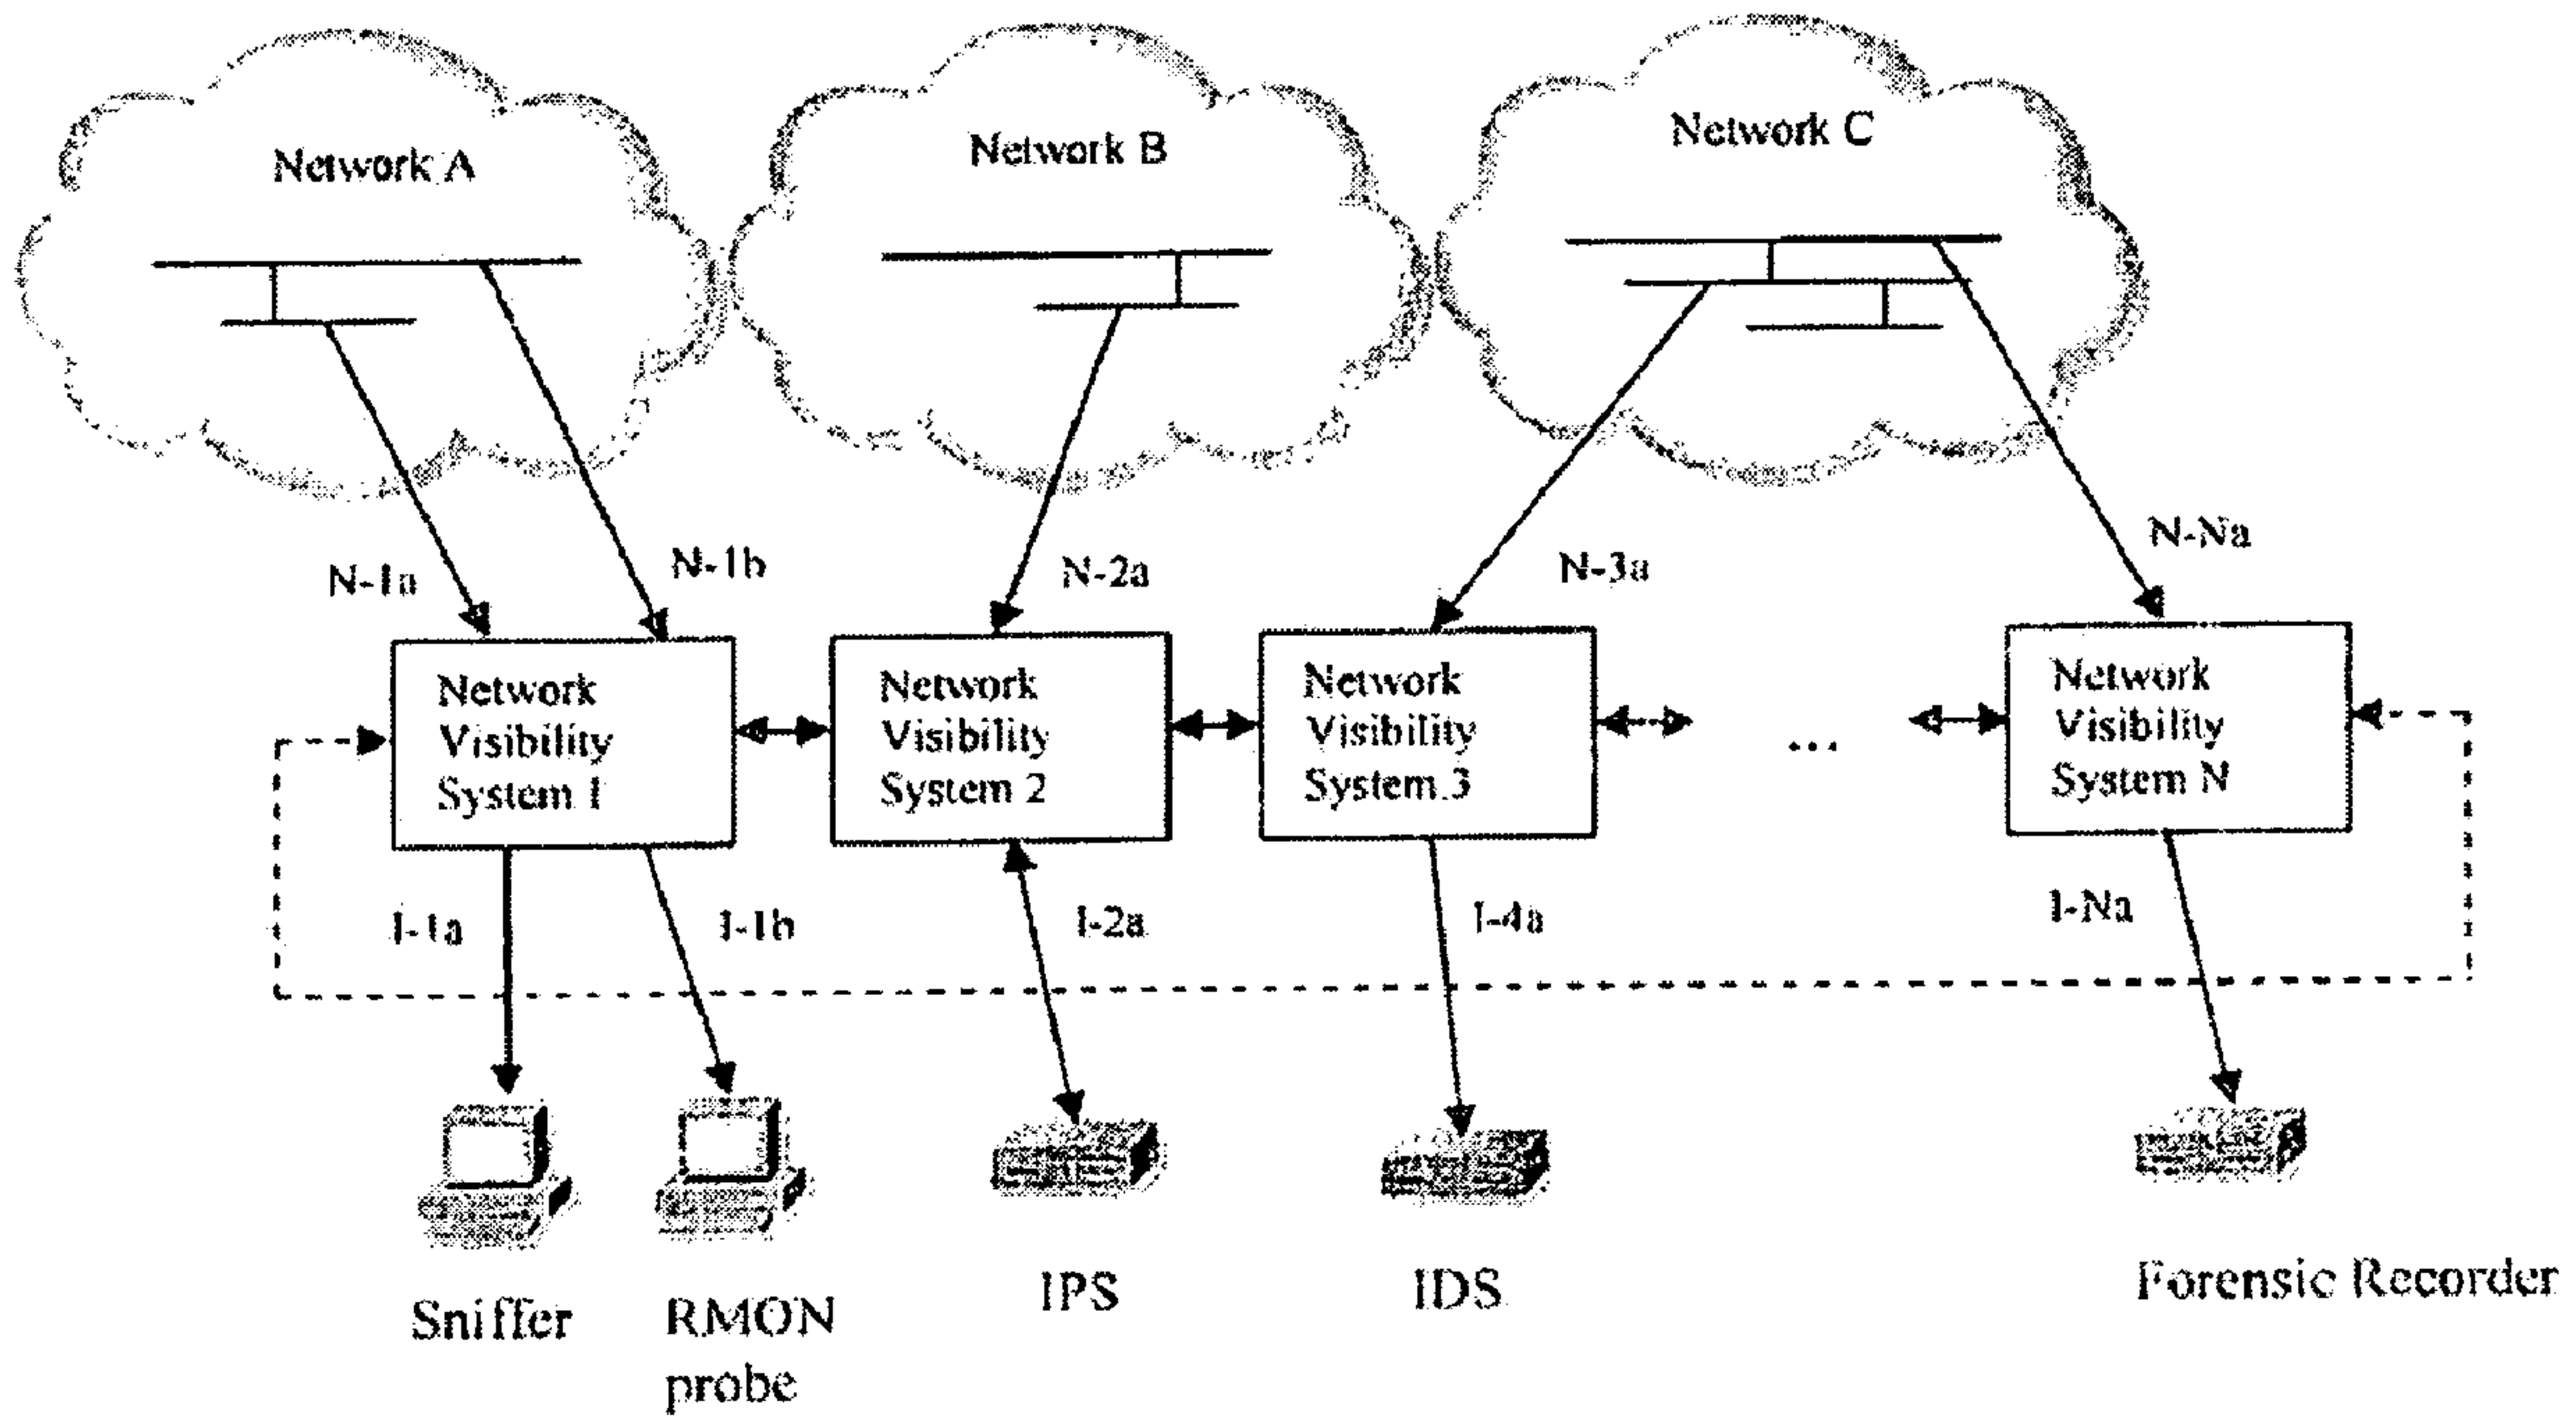 Network A
Network B
Network C
N-1a
N-1b
N-2a
N-3a
N-Na
Network
Visibility
System 1
Network
Visibility
System 2
Network
Visibility
System 3
...
Network
Visibility
System N
I-1a
I-1b
I-2a
I-4a
I-Na
Sniffer
RMON
probe
IPS
IDS
Forensic Recorder